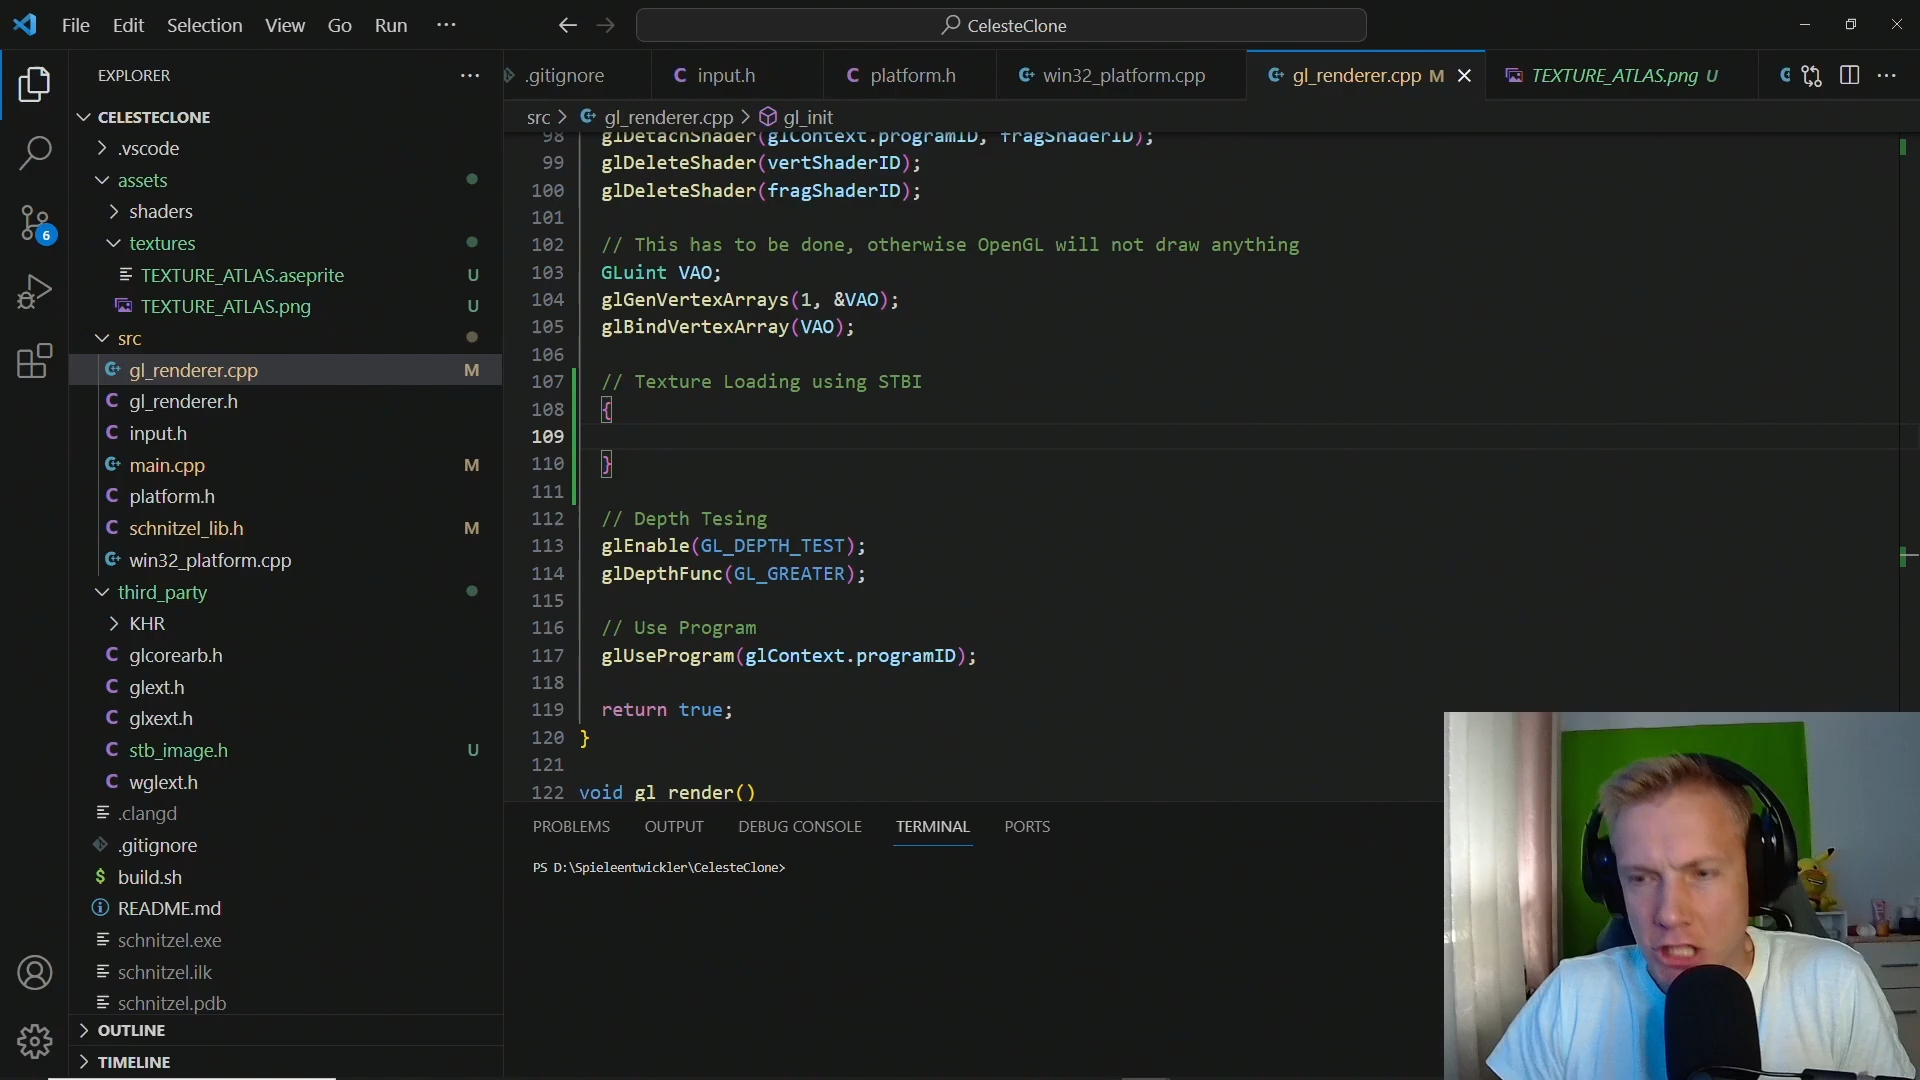 File Edit Selection View Go Run ···
CelesteClone
EXPLORER
CELESTECLONE
.vscode
assets
shaders
textures
TEXTURE_ATLAS.aseprite U
TEXTURE_ATLAS.png U
src
gl_renderer.cpp M
gl_renderer.h
input.h
main.cpp M
platform.h
schnitzel_lib.h M
win32_platform.cpp
third_party
KHR
glcorearb.h
glext.h
glxext.h
stb_image.h U
wglext.h
.clangd
.gitignore
build.sh
README.md
schnitzel.exe
schnitzel.ilk
schnitzel.pdb
OUTLINE
TIMELINE
6
.gitignore
input.h
platform.h
win32_platform.cpp
gl_renderer.cpp M
TEXTURE_ATLAS.png U
src > gl_renderer.cpp > gl_init
98 glDetachShader(glContext.programID, fragShaderID);
99 glDeleteShader(vertShaderID);
100 glDeleteShader(fragShaderID);
101
102 // This has to be done, otherwise OpenGL will not draw anything
103 GLuint VAO;
104 glGenVertexArrays(1, &VAO);
105 glBindVertexArray(VAO);
106
107 // Texture Loading using STBI
108 {
109
110 }
111
112 // Depth Tesing
113 glEnable(GL_DEPTH_TEST);
114 glDepthFunc(GL_GREATER);
115
116 // Use Program
117 glUseProgram(glContext.programID);
118
119 return true;
120 }
121
122 void gl_render()
PROBLEMS OUTPUT DEBUG CONSOLE TERMINAL PORTS
PS D:\Spieleentwickler\CelesteClone>